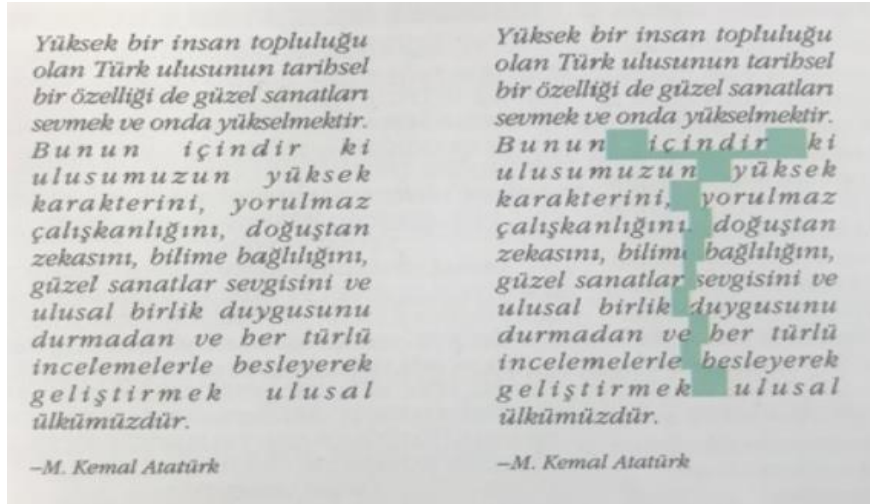 Yüksek bir insan topluluğu
olan Türk ulusunun tarihsel
bir özelliği de güzel sanatları
sevmek ve onda yükselmektir.
Bunun içindir ki
ulusumuzun yüksek
karakterini, yorulmaz
çalışkanlığını, doğuştan
zekasını, bilime bağlılığını,
güzel sanatlar sevgisini ve
ulusal birlik duygusunu
durmadan ve her türlü
incelemelerle besleyerek
geliştirmek ulusal
ülkümüzdür.
–M. Kemal Atatürk
Yüksek bir insan topluluğu
olan Türk ulusunun tarihsel
bir özelliği de güzel sanatları
sevmek ve onda yükselmektir.
Bunun içindir ki
ulusumuzun yüksek
karakterini, yorulmaz
çalışkanlığını, doğuştan
zekasını, bilime bağlılığını,
güzel sanatlar sevgisini ve
ulusal birlik duygusunu
durmadan ve her türlü
incelemelerle besleyerek
geliştirmek ulusal
ülkümüzdür.
–M. Kemal Atatürk